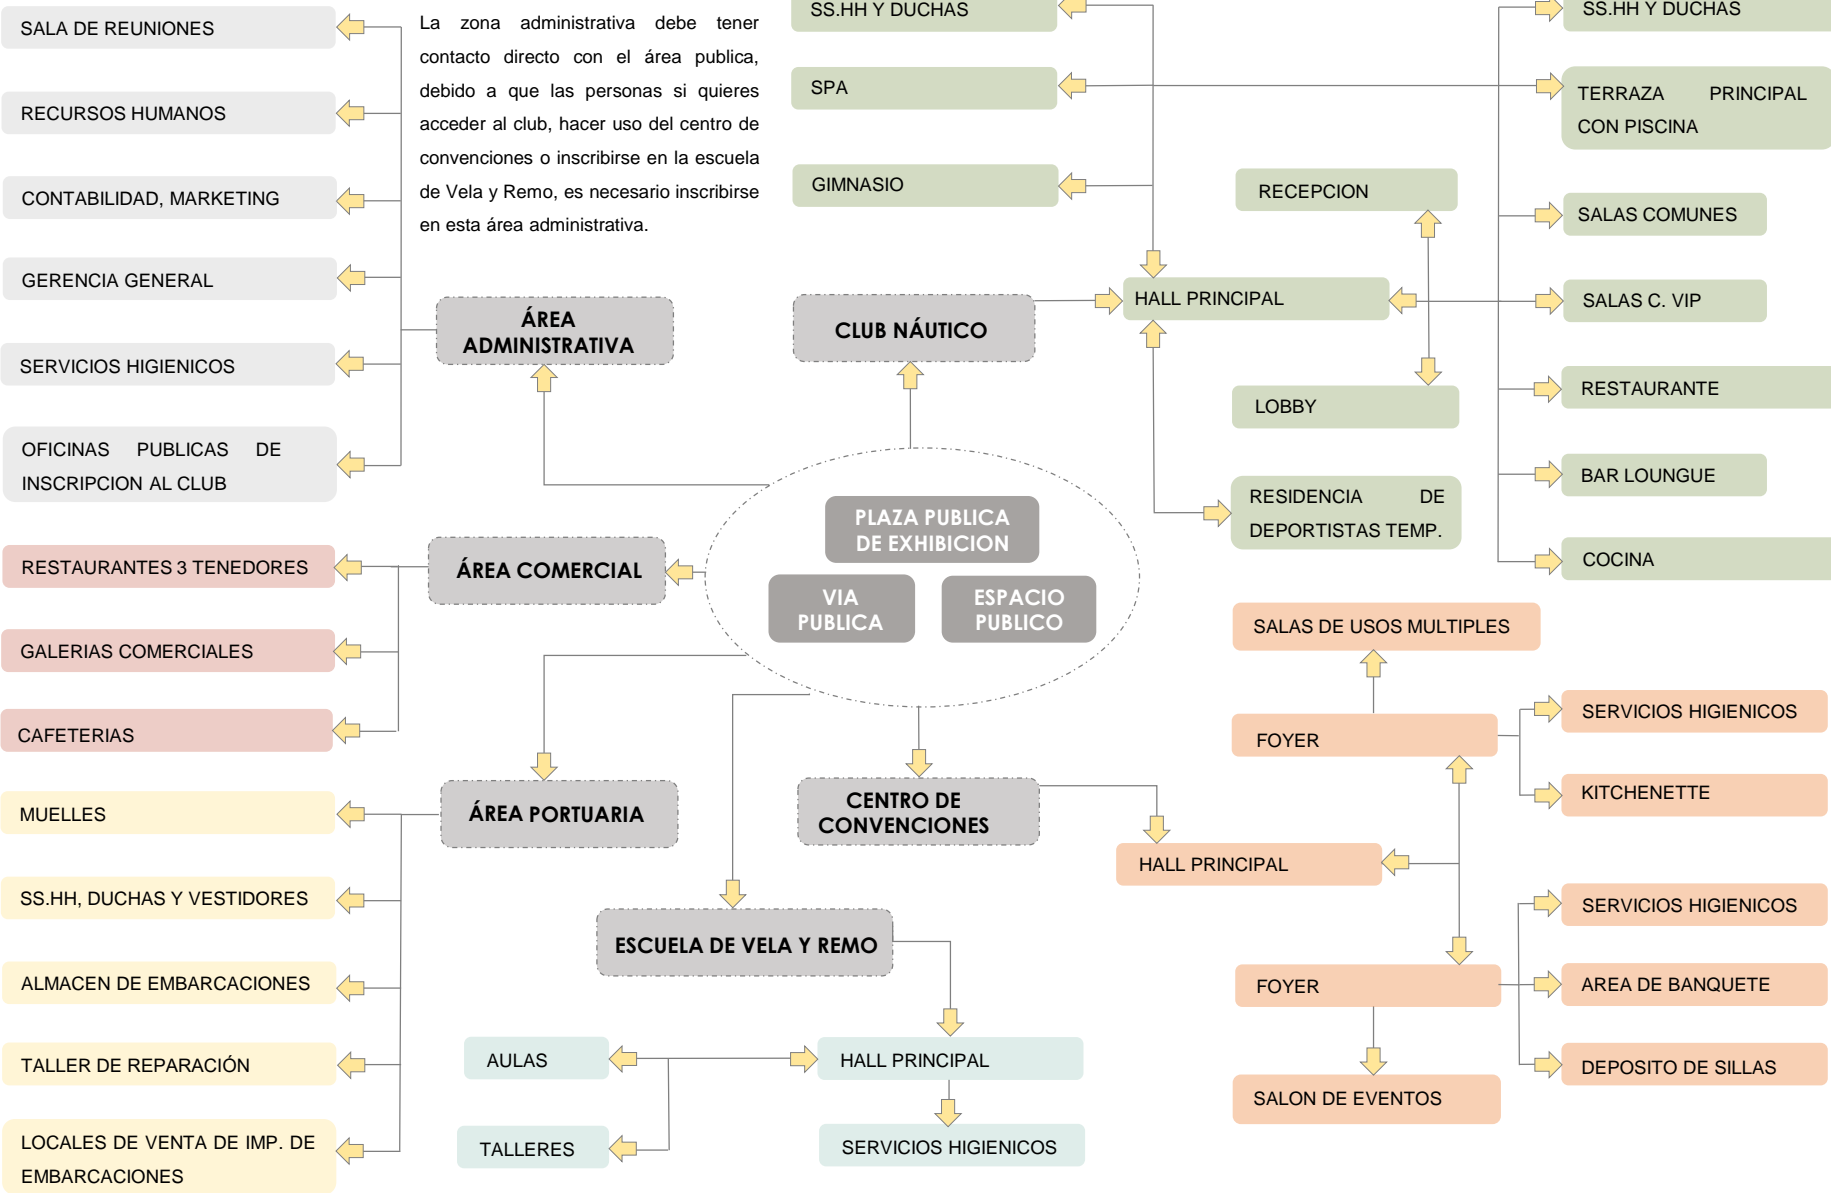 SALA DE REUNIONES
RECURSOS HUMANOS
CONTABILIDAD, MARKETING
GERENCIA GENERAL
SERVICIOS HIGIENICOS
OFICINAS PUBLICAS DE
INSCRIPCION AL CLUB
La zona administrativa debe tener
contacto directo con el área publica,
debido a que las personas si quieres
acceder al club, hacer uso del centro de
convenciones o inscribirse en la escuela
de Vela y Remo, es necesario inscribirse
en esta área administrativa.
ÁREA
ADMINISTRATIVA
SS.HH Y DUCHAS
SPA
GIMNASIO
CLUB NÁUTICO
HALL PRINCIPAL
RECEPCION
LOBBY
RESIDENCIA DE
DEPORTISTAS TEMP.
SS.HH Y DUCHAS
TERRAZA PRINCIPAL
CON PISCINA
SALAS COMUNES
SALAS C. VIP
RESTAURANTE
BAR LOUNGUE
COCINA
PLAZA PUBLICA
DE EXHIBICION
VIA
PUBLICA
ESPACIO
PUBLICO
ÁREA COMERCIAL
RESTAURANTES 3 TENEDORES
GALERIAS COMERCIALES
CAFETERIAS
ÁREA PORTUARIA
MUELLES
SS.HH, DUCHAS Y VESTIDORES
ALMACEN DE EMBARCACIONES
TALLER DE REPARACIÓN
LOCALES DE VENTA DE IMP. DE
EMBARCACIONES
ESCUELA DE VELA Y REMO
AULAS
TALLERES
HALL PRINCIPAL
SERVICIOS HIGIENICOS
CENTRO DE
CONVENCIONES
HALL PRINCIPAL
SALAS DE USOS MULTIPLES
FOYER
SERVICIOS HIGIENICOS
KITCHENETTE
FOYER
SERVICIOS HIGIENICOS
AREA DE BANQUETE
DEPOSITO DE SILLAS
SALON DE EVENTOS